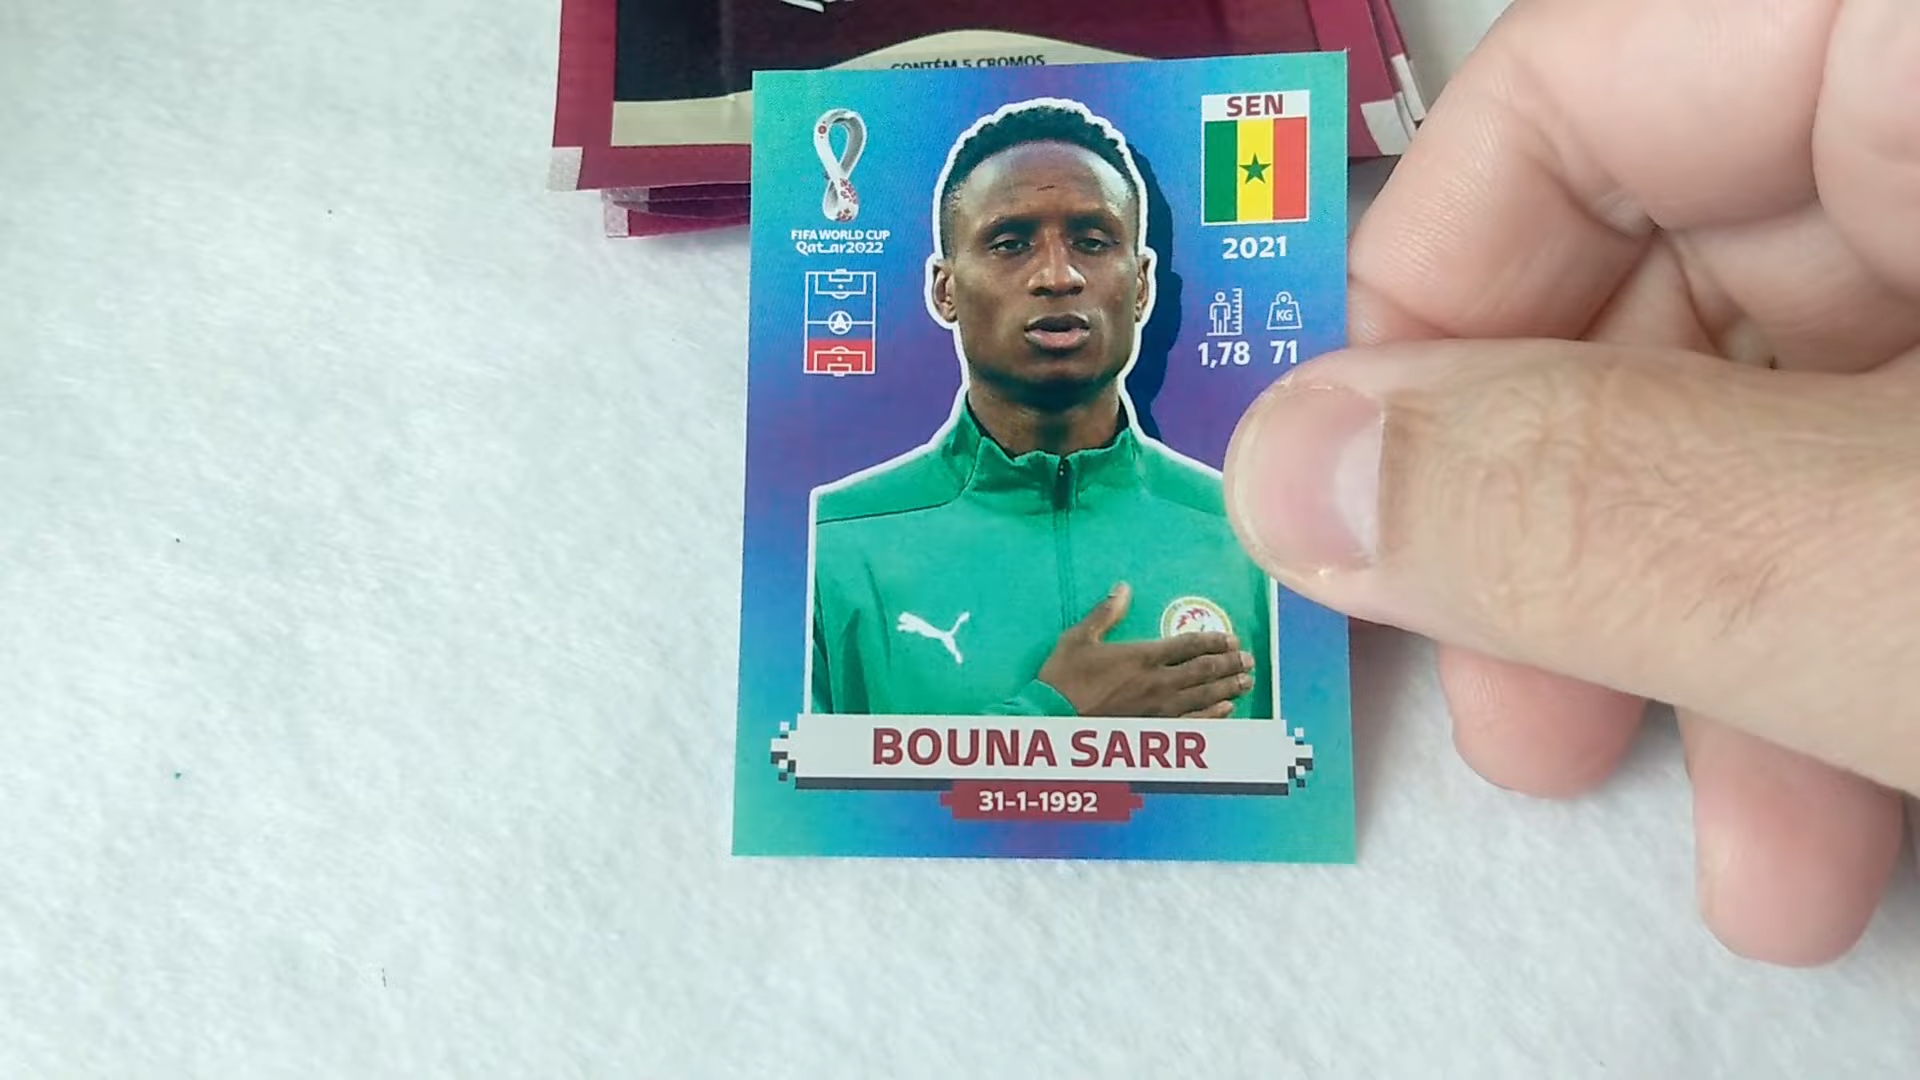 CONTÉM 5 CROMOS
SEN
FIFA WORLD CUP
Qatar2022
2021
KG
1,78 71
BOUNA SARR
31-1-1992